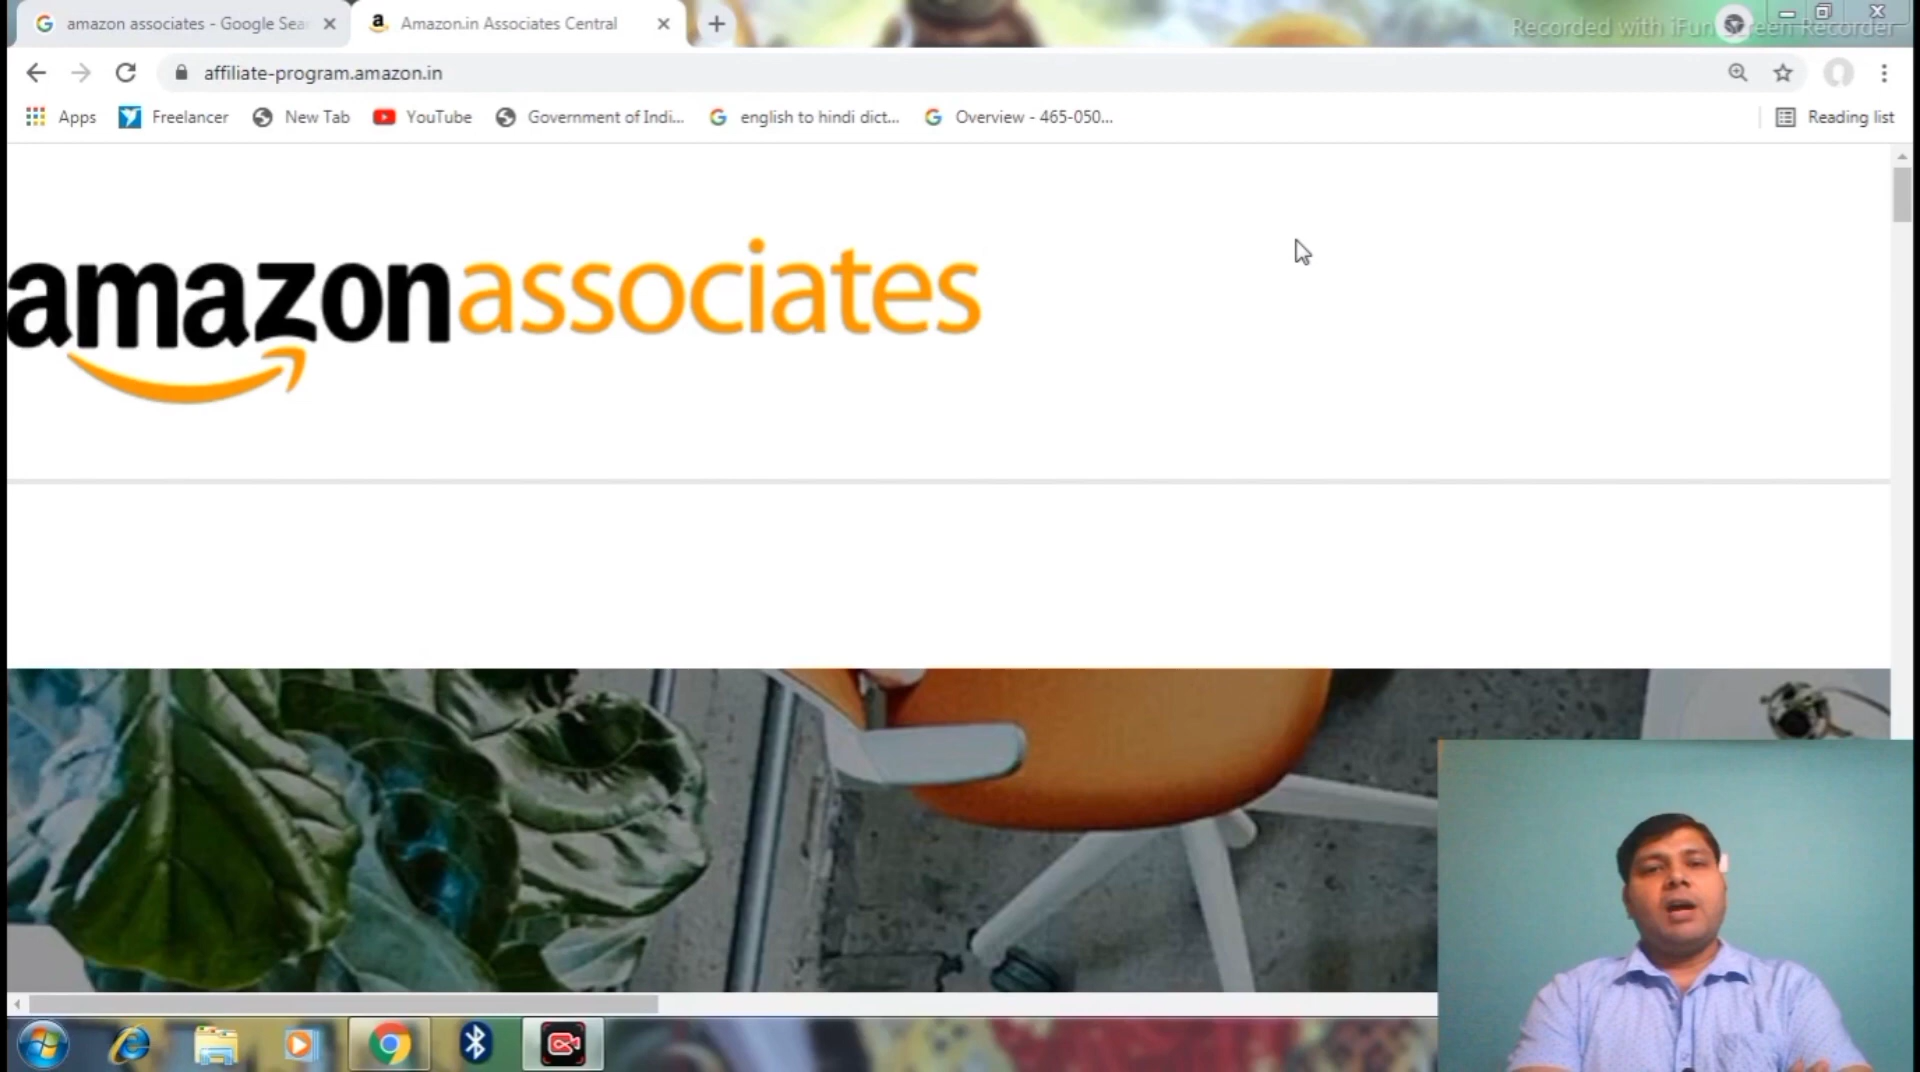 amazon associates - Google Sea
Amazon.in Associates Central
Recorded with iFun Screen Recorder
affiliate-program.amazon.in
Apps
Freelancer
New Tab
YouTube
Government of Indi...
english to hindi dict...
Overview - 465-050...
Reading list
amazonassociates